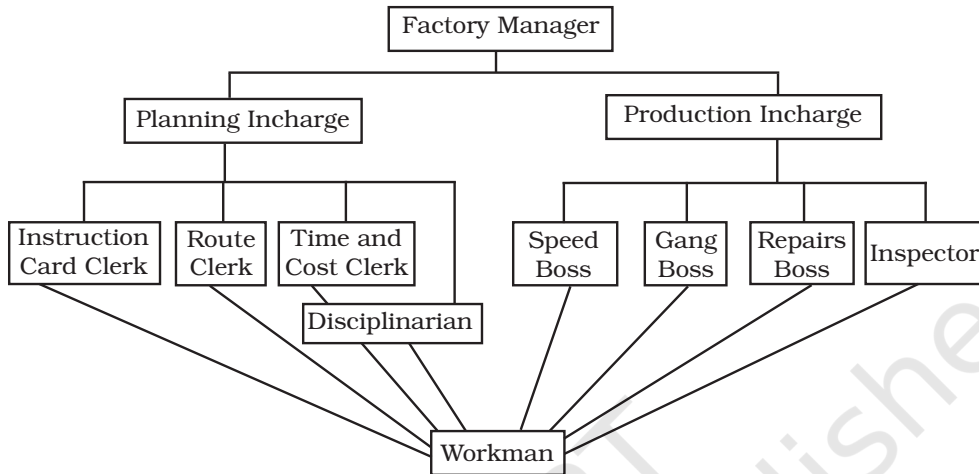 Factory Manager
Planning Incharge
Production Incharge
Instruction
Card Clerk
Route
Clerk
Time and
Cost Clerk
Disciplinarian
Speed
Boss
Gang
Boss
Repairs
Boss
Inspector
Workman